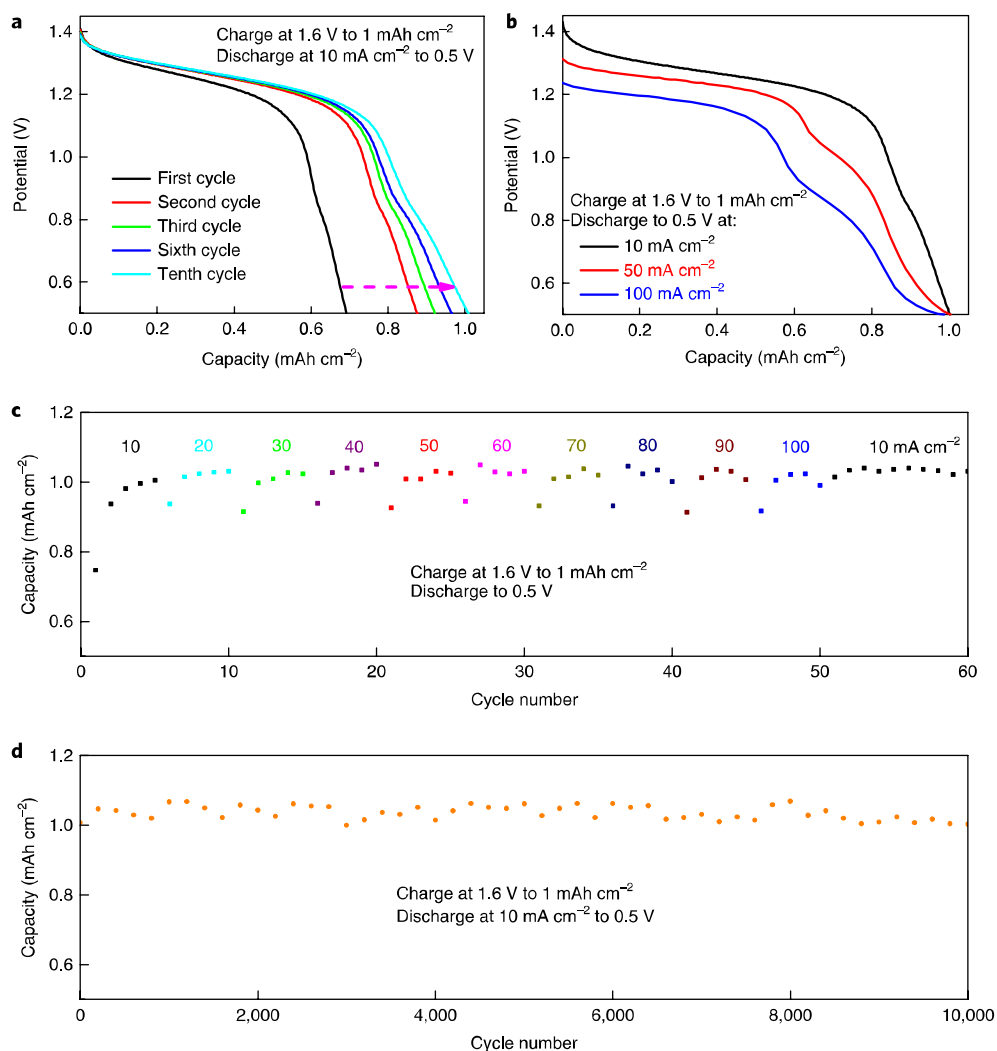 a
Charge at 1.6 V to 1 mAh cm⁻²
Discharge at 10 mA cm⁻² to 0.5 V
1.4
1.2
1.0
0.8
0.6
Potential (V)
First cycle
Second cycle
Third cycle
Sixth cycle
Tenth cycle
0.0 0.2 0.4 0.6 0.8 1.0
Capacity (mAh cm⁻²)
b
1.4
1.2
1.0
0.8
0.6
Potential (V)
Charge at 1.6 V to 1 mAh cm⁻²
Discharge to 0.5 V at:
10 mA cm⁻²
50 mA cm⁻²
100 mA cm⁻²
0.0 0.2 0.4 0.6 0.8 1.0
Capacity (mAh cm⁻²)
c
1.2
1.0
0.8
0.6
Capacity (mAh cm⁻²)
10 20 30 40 50 60 70 80 90 100 10 mA cm⁻²
Charge at 1.6 V to 1 mAh cm⁻²
Discharge to 0.5 V
0 10 20 30 40 50 60
Cycle number
d
1.2
1.0
0.8
0.6
Capacity (mAh cm⁻²)
Charge at 1.6 V to 1 mAh cm⁻²
Discharge at 10 mA cm⁻² to 0.5 V
0 2,000 4,000 6,000 8,000 10,000
Cycle number